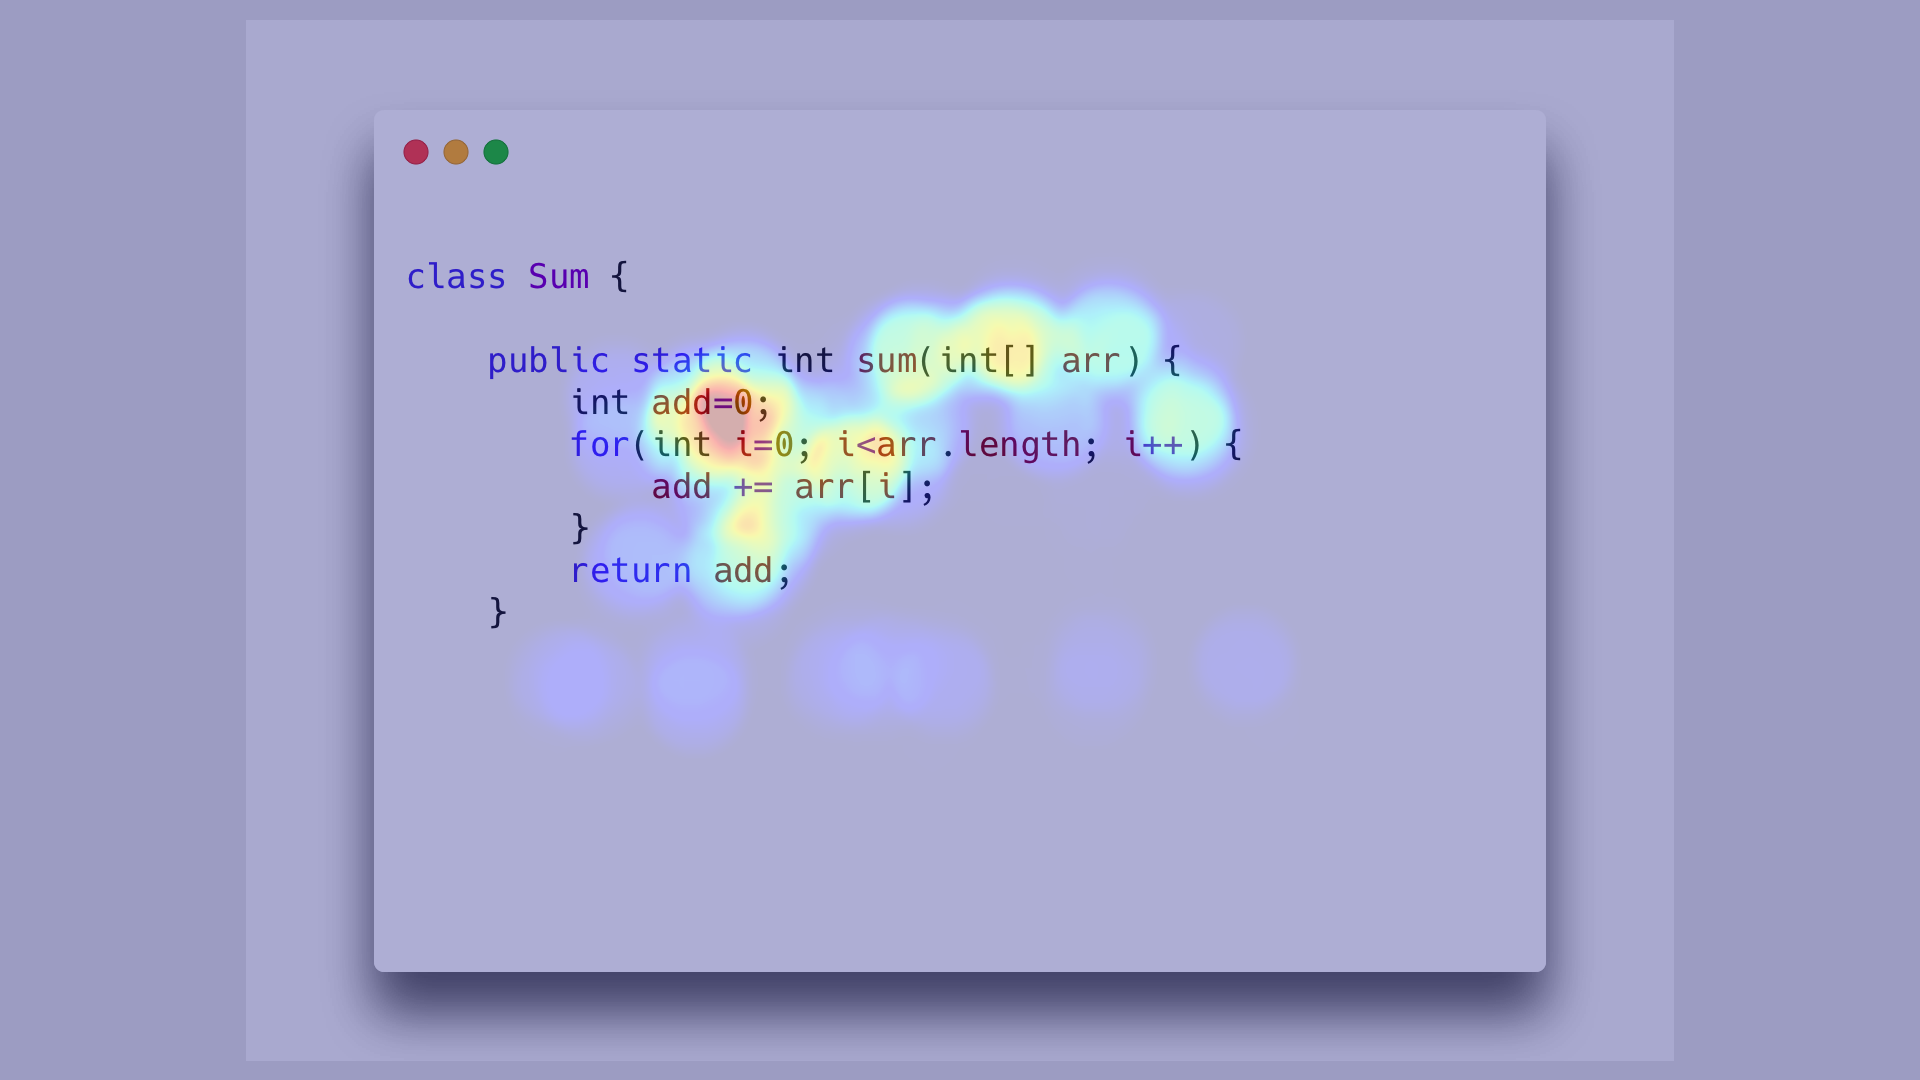 class Sum {
public static int sum(int[] arr) {
int add=0;
for(int i=0; i<arr.length; i++) {
add += arr[i];
}
return add;
}